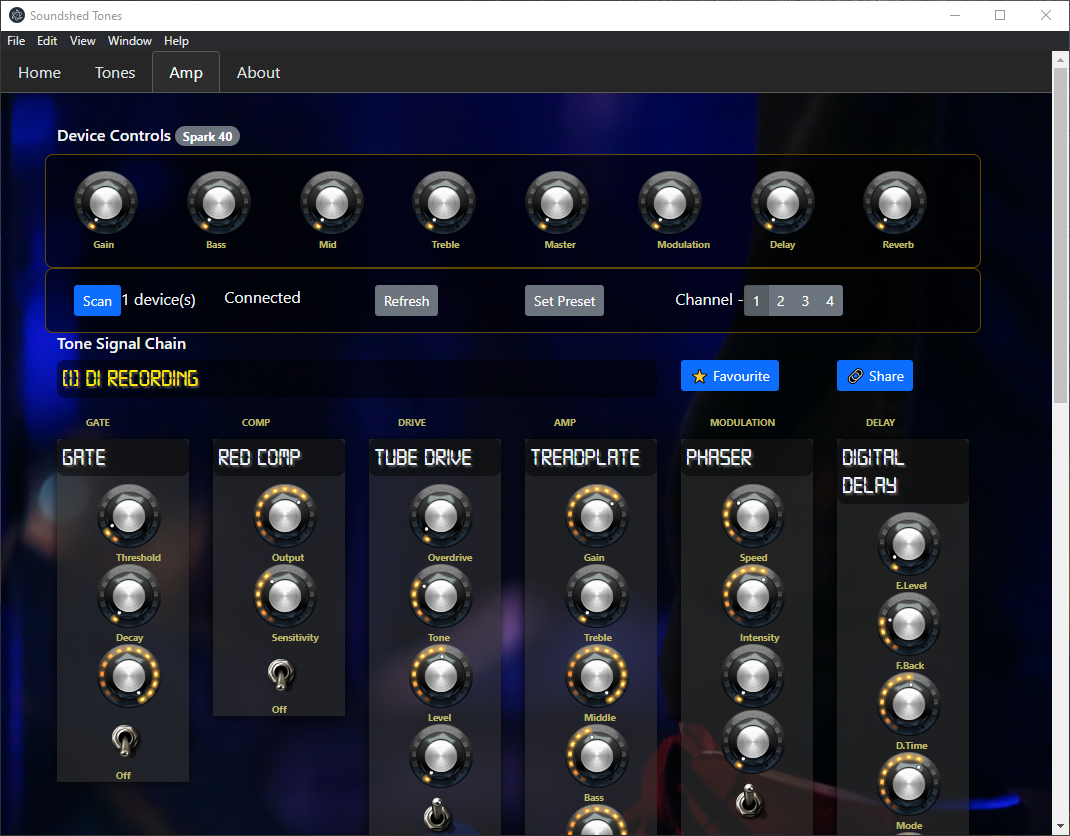 Soundshed Tones
File Edit View Window Help
Home Tones Amp About
Device Controls Spark 40
Gain Bass Mid Treble Master Modulation Delay Reverb
Scan 1 device(s) Connected Refresh Set Preset Channel - 1 2 3 4
Tone Signal Chain
(1) DI RECORDING Favourite Share
GATE COMP DRIVE AMP MODULATION DELAY
GATE RED COMP TUBE DRIVE TREADPLATE PHASER DIGITAL
DELAY
Threshold Output Overdrive Gain Speed
E.Level
Decay Sensitivity Tone Treble Intensity
F.Back
Off Level Middle
D.Time
Off Bass
Mode